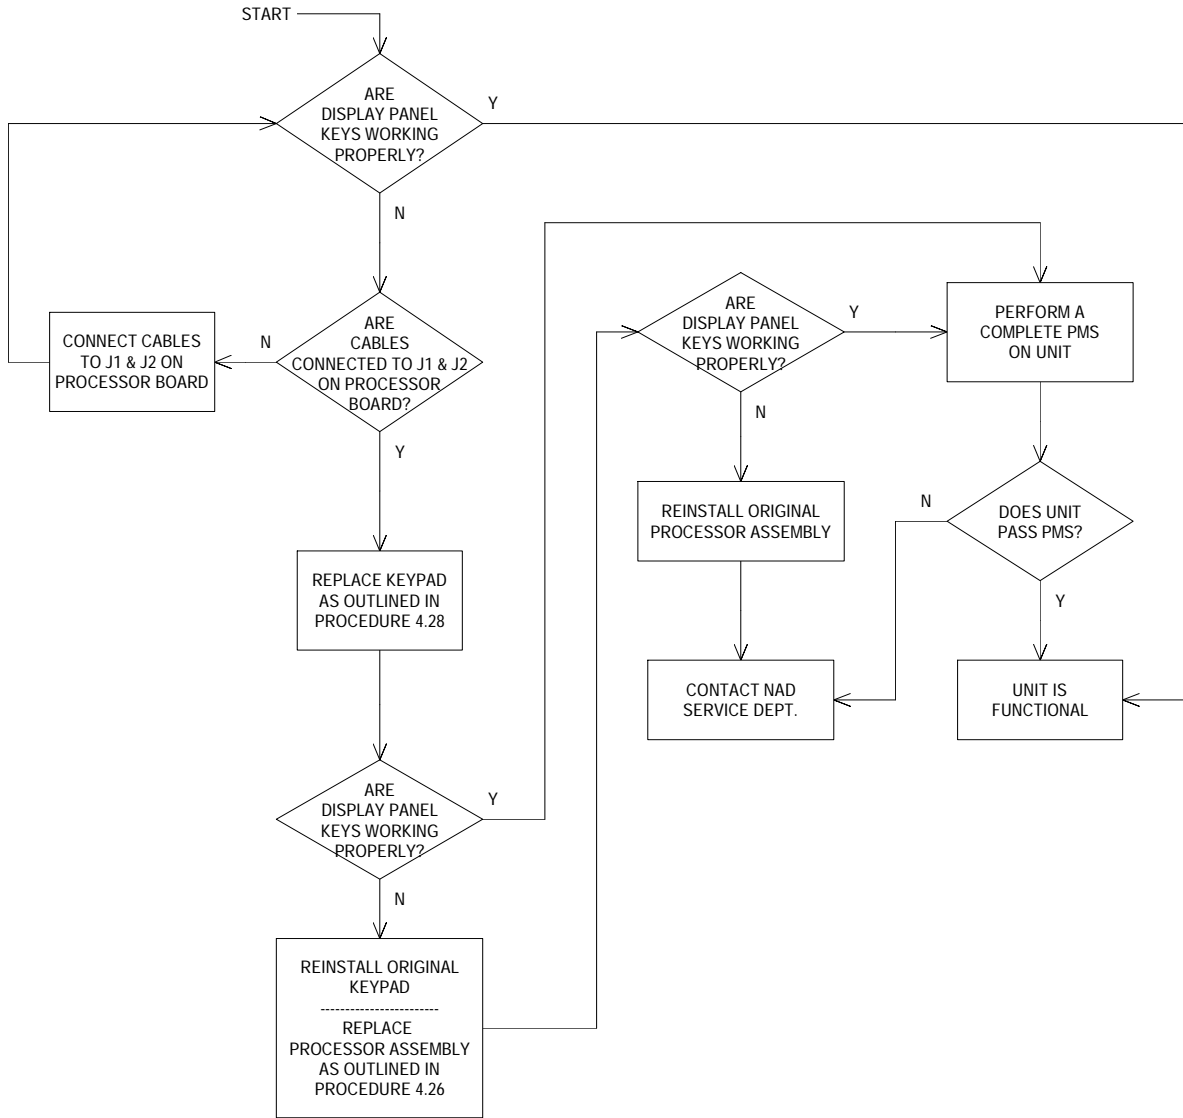 START
ARE
DISPLAY PANEL
KEYS WORKING
PROPERLY?
Y
N
ARE
CABLES
CONNECTED TO J1 & J2
ON PROCESSOR
BOARD?
N
CONNECT CABLES
TO J1 & J2 ON
PROCESSOR BOARD
Y
REPLACE KEYPAD
AS OUTLINED IN
PROCEDURE 4.28
ARE
DISPLAY PANEL
KEYS WORKING
PROPERLY?
Y
N
REINSTALL ORIGINAL
KEYPAD
------------------------
REPLACE
PROCESSOR ASSEMBLY
AS OUTLINED IN
PROCEDURE 4.26
ARE
DISPLAY PANEL
KEYS WORKING
PROPERLY?
Y
N
REINSTALL ORIGINAL
PROCESSOR ASSEMBLY
CONTACT NAD
SERVICE DEPT.
PERFORM A
COMPLETE PMS
ON UNIT
DOES UNIT
PASS PMS?
N
Y
UNIT IS
FUNCTIONAL